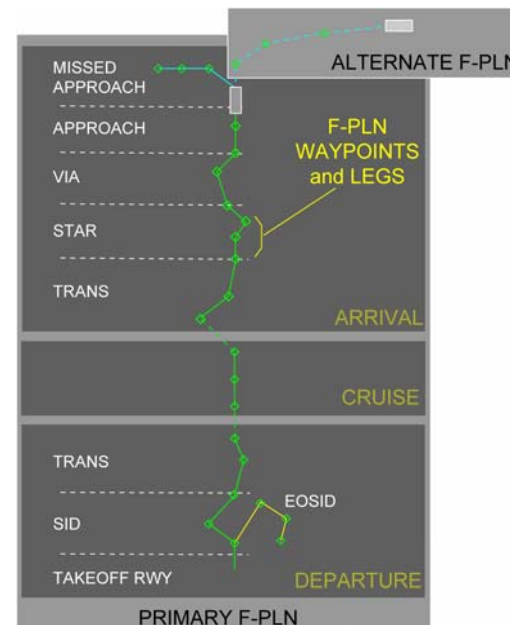 ALTERNATE F-PLN
MISSED
APPROACH
APPROACH
F-PLN
WAYPOINTS
and LEGS
VIA
STAR
TRANS
ARRIVAL
CRUISE
TRANS
EOSID
SID
TAKEOFF RWY
DEPARTURE
PRIMARY F-PLN